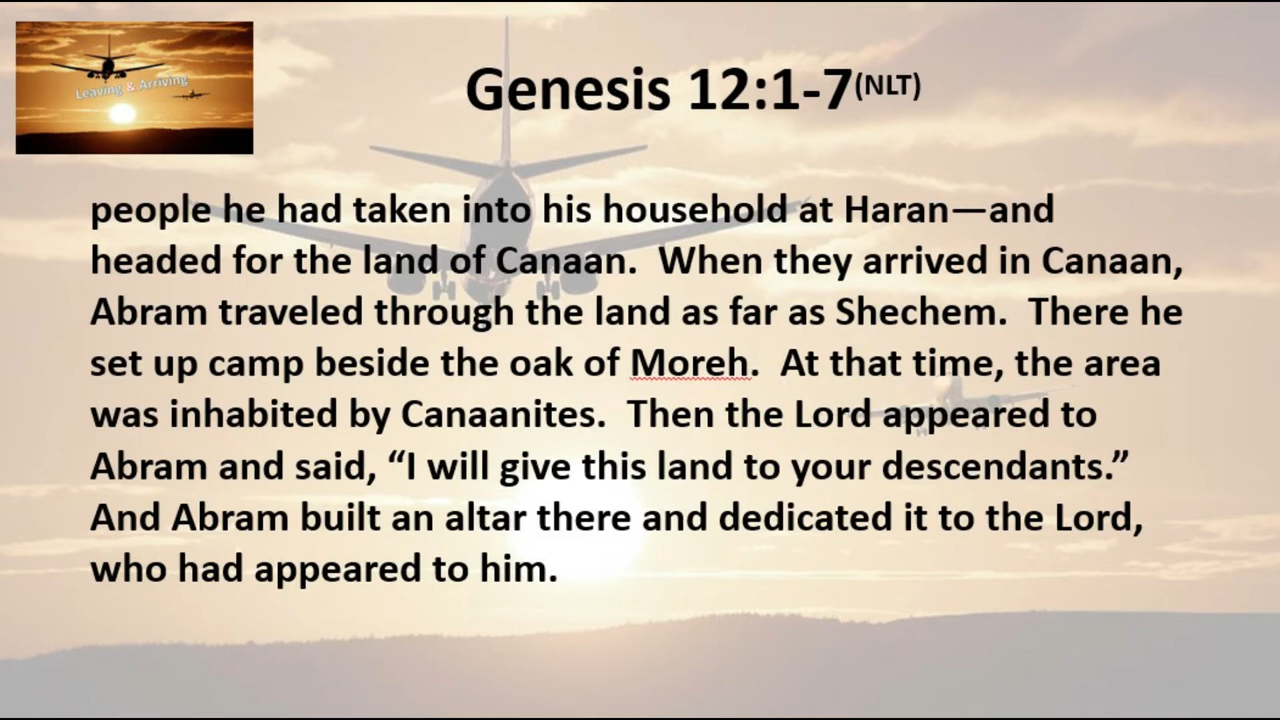 Leaving & Arriving
Genesis 12:1-7(NLT)
people he had taken into his household at Haran—and
headed for the land of Canaan.  When they arrived in Canaan,
Abram traveled through the land as far as Shechem.  There he
set up camp beside the oak of Moreh.  At that time, the area
was inhabited by Canaanites.  Then the Lord appeared to
Abram and said, “I will give this land to your descendants.”
And Abram built an altar there and dedicated it to the Lord,
who had appeared to him.